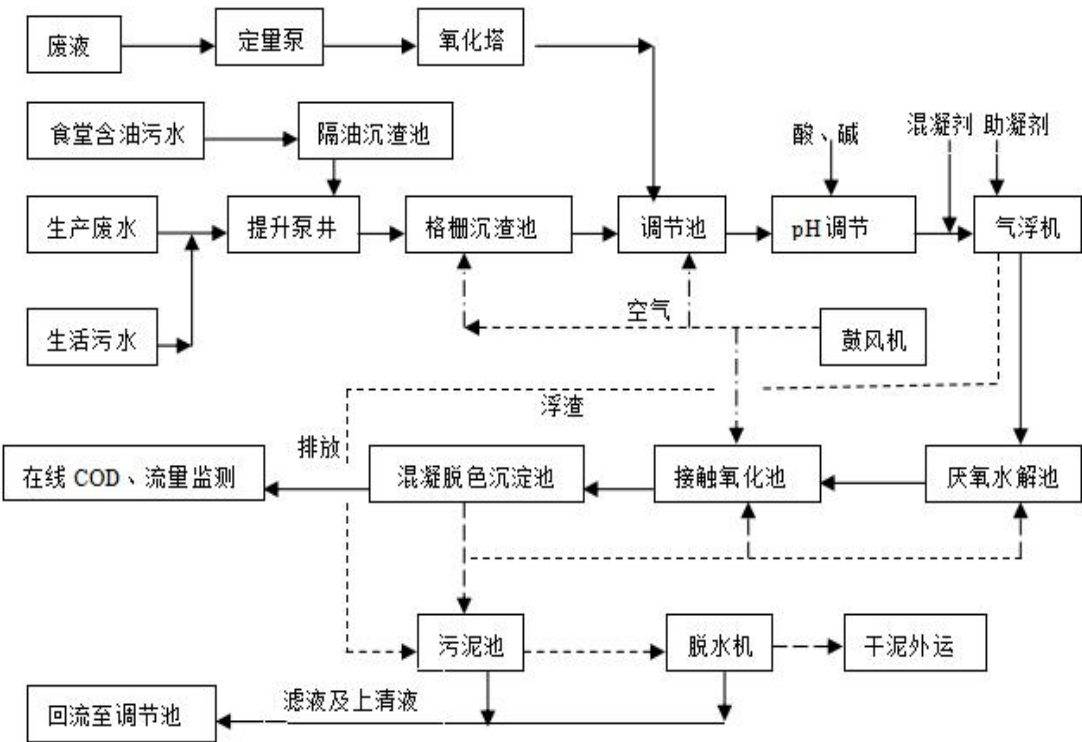 废液
定量泵
氧化塔
食堂含油污水
隔油沉渣池
酸、碱
混凝剂 助凝剂
生产废水
提升泵井
格栅沉渣池
调节池
pH 调节
气浮机
生活污水
空气
鼓风机
浮渣
排放
在线 COD、流量监测
混凝脱色沉淀池
接触氧化池
厌氧水解池
污泥池
脱水机
干泥外运
滤液及上清液
回流至调节池